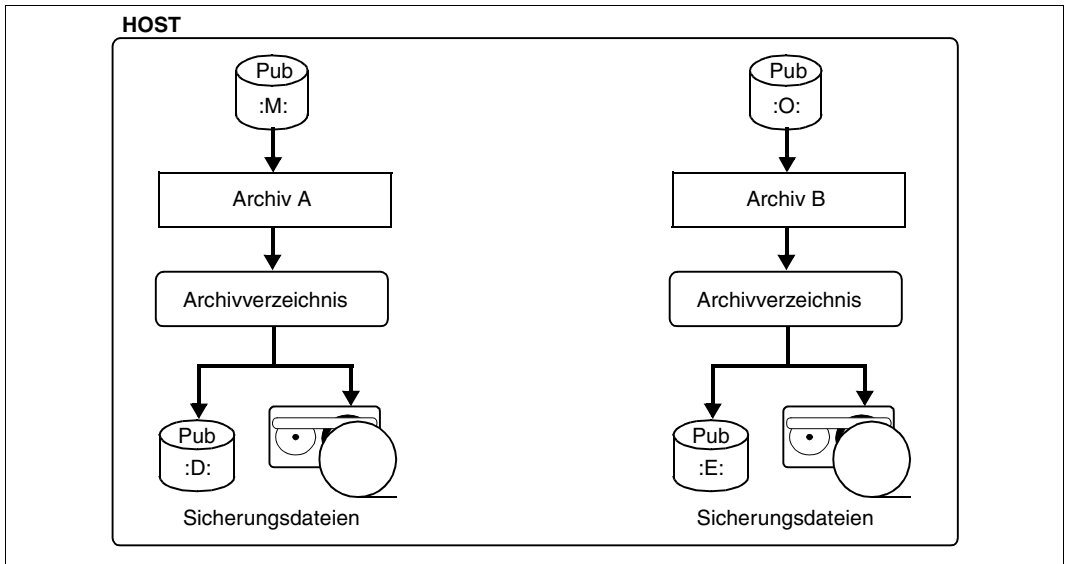 HOST
Pub
:M:
Pub
:O:
Archiv A
Archiv B
Archivverzeichnis
Archivverzeichnis
Pub
:D:
Pub
:E:
Sicherungsdateien
Sicherungsdateien